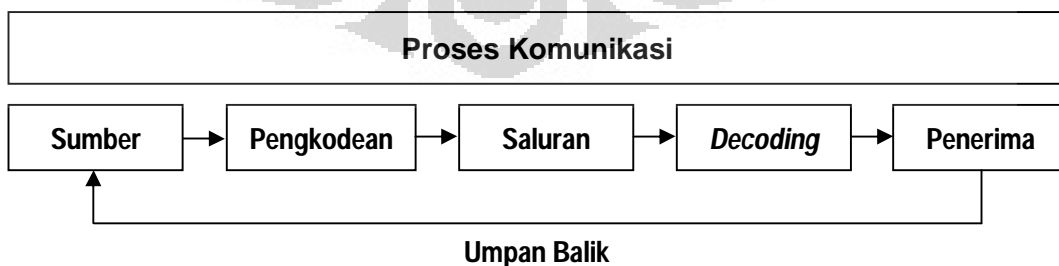 Proses Komunikasi
Sumber Pengkodean Saluran Decoding Penerima
Umpan Balik